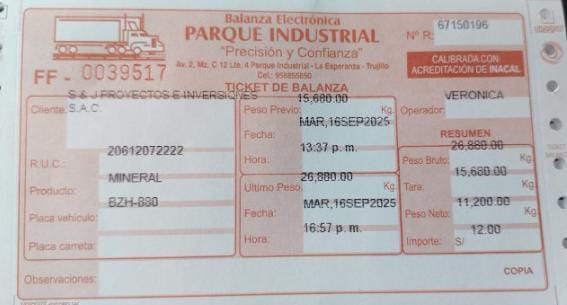 Balanza Electrónica
PARQUE INDUSTRIAL
"Precisión y Confianza"
Av. 2, Mz. C 12 Lte. 4 Parque Industrial - La Esperanza - Trujillo
Cel.: 956855650
TICKET DE BALANZA
N° R: 67150196
CALIBRADA CON
ACREDITACIÓN DE INACAL
FF - 0039517
Cliente: S & J PROYECTOS E INVERSIONES
S.A.C.
R.U.C.: 20612072222
Producto: MINERAL
Placa vehículo: BZH-880
Placa carreta:
Peso Previo: 15,680.00 Kg.
Fecha: MAR,16SEP2025
Hora: 13:37 p. m.
Ultimo Peso: 26,880.00 Kg.
Fecha: MAR,16SEP2025
Hora: 16:57 p. m.
Operador: VERONICA
RESUMEN
Peso Bruto: 26,880.00 Kg.
Tara: 15,680.00 Kg.
Peso Neto: 11,200.00 Kg.
Importe: S/ 12.00
Observaciones:
COPIA